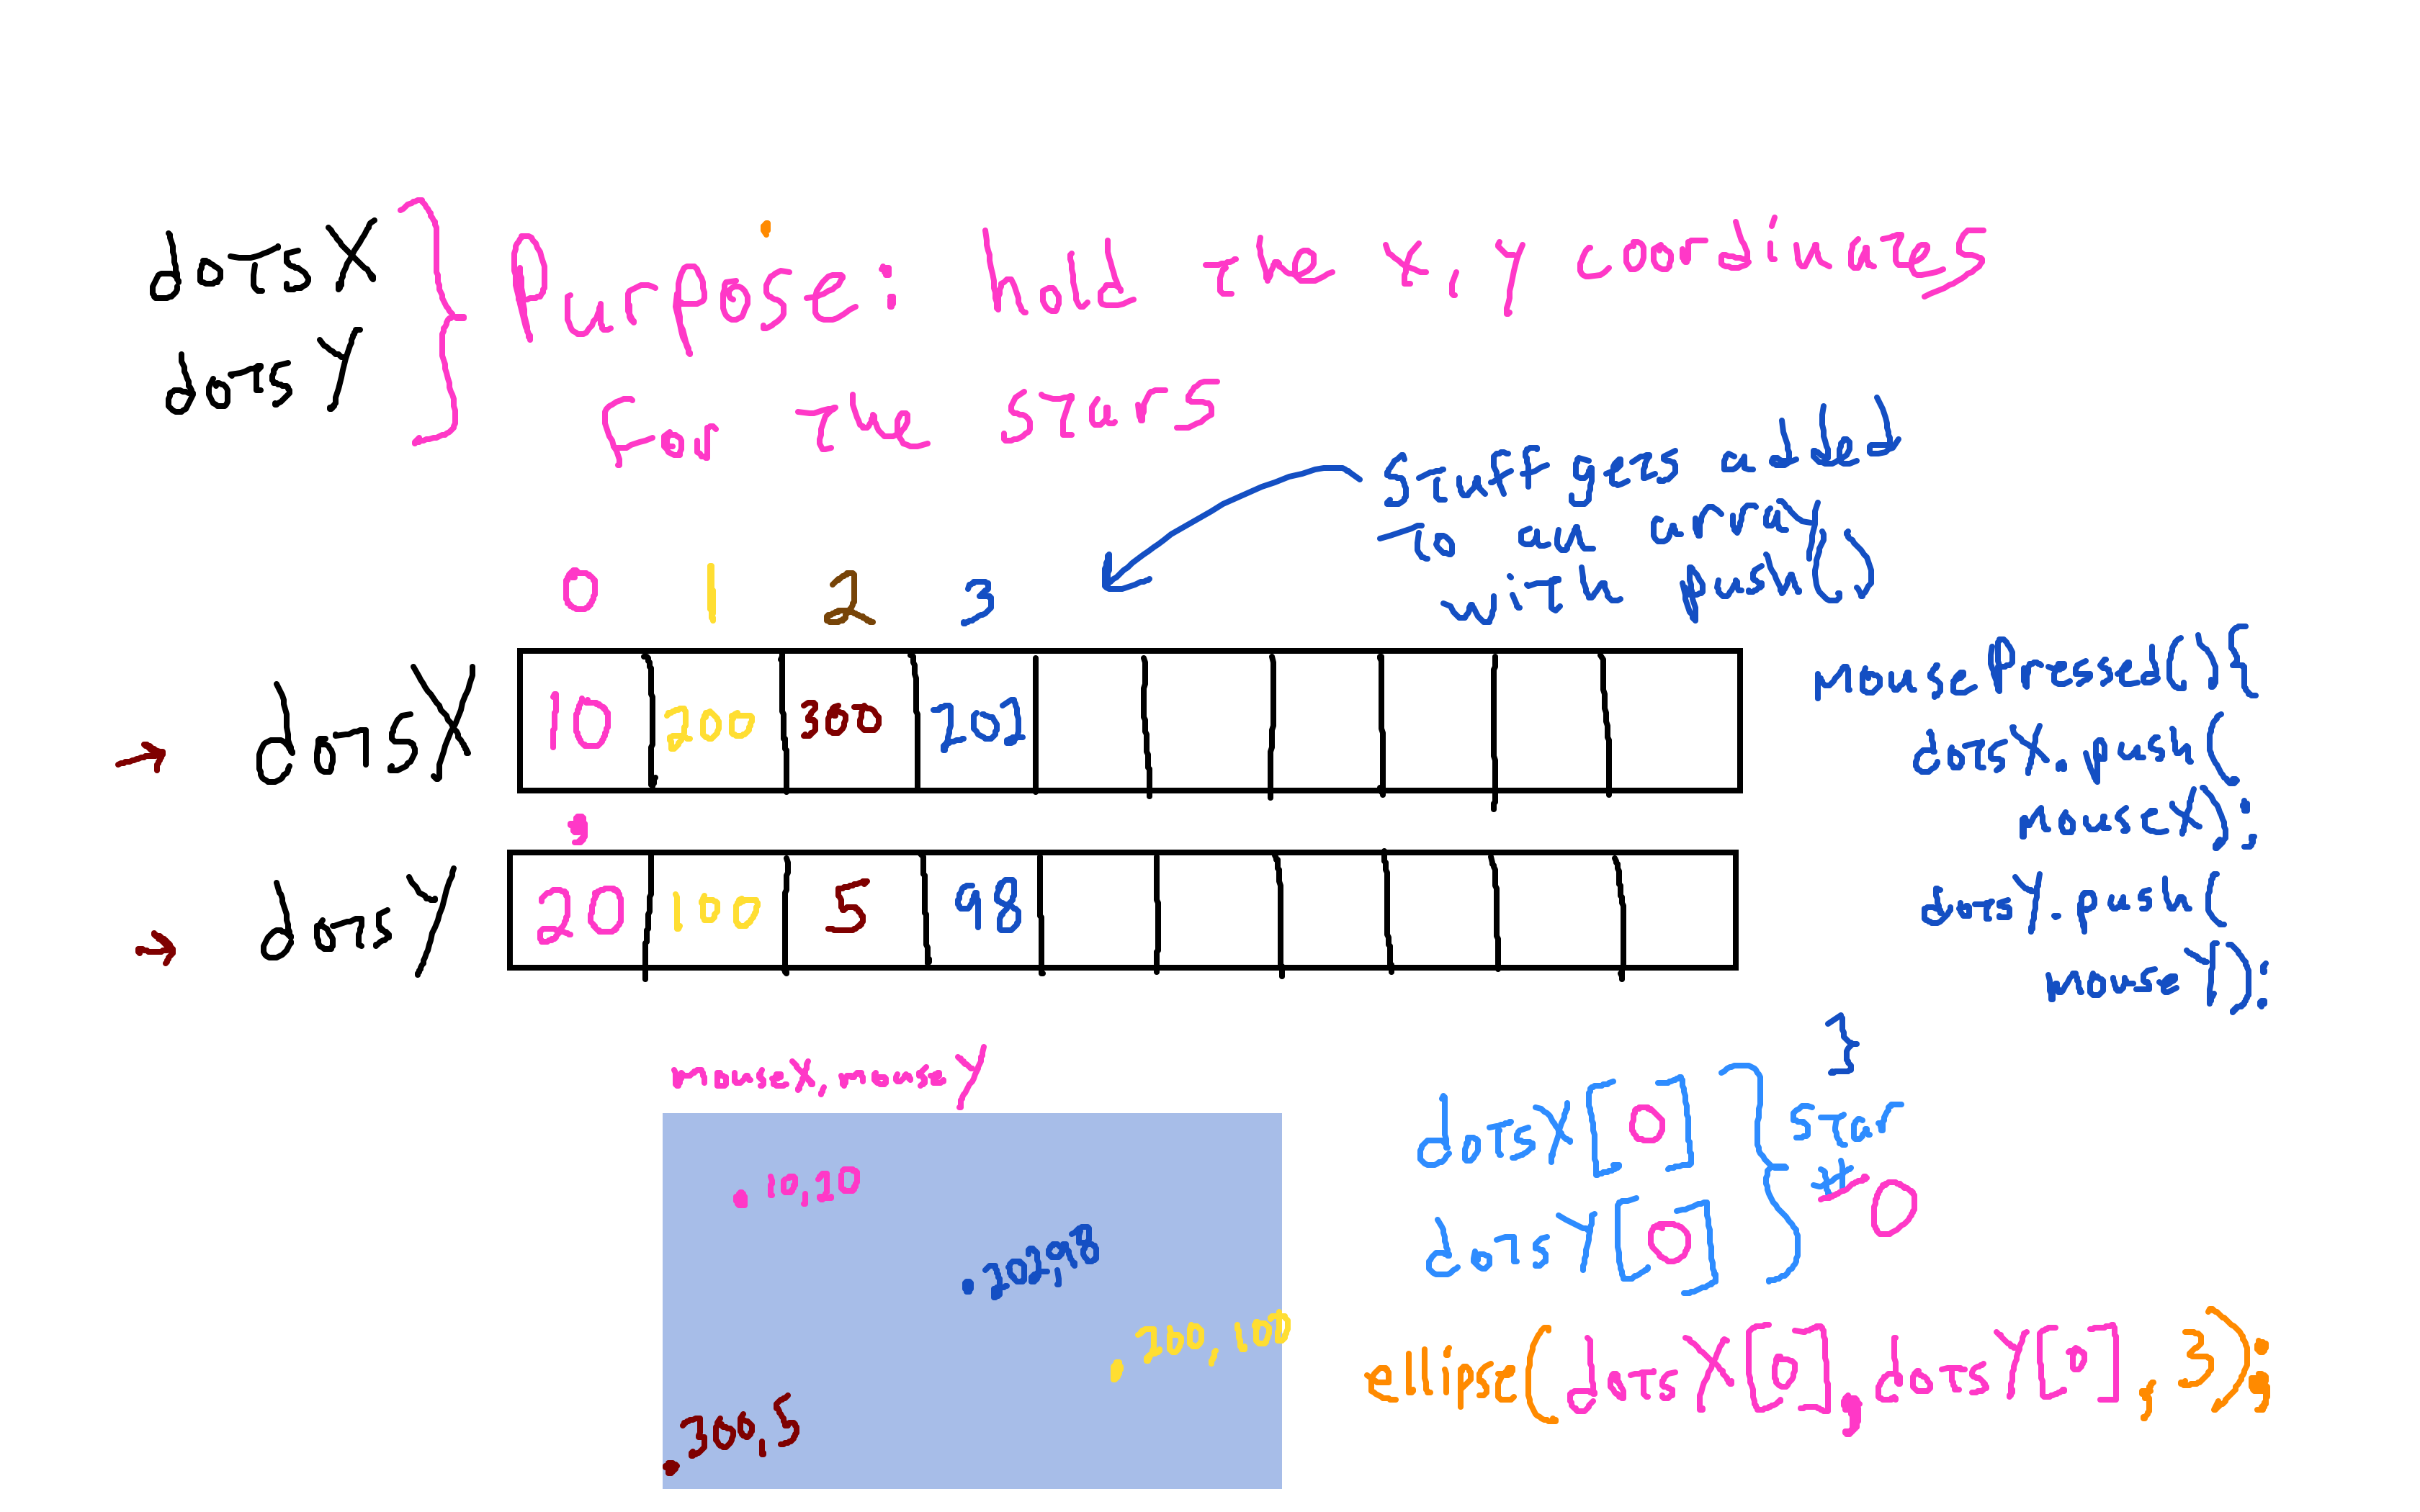 dotsX
dotsY
Purpose: hold the x, y coordinates
For the stars
Stuff gets added
to an array
with push()
0 1 2 3
dotsX 10 200 300 202
dotsY 20 100 5 98
mousePressed(){
dotsX.push(
mouseX);
dotsY.push(
mouseY);
}
mouseX, mouseY
.10,20
.202,98
.200,100
.300,5
dotsX[0]
dotsY[0]
star
# 0
ellipse(dotsX[0], dotsY[0], 3);